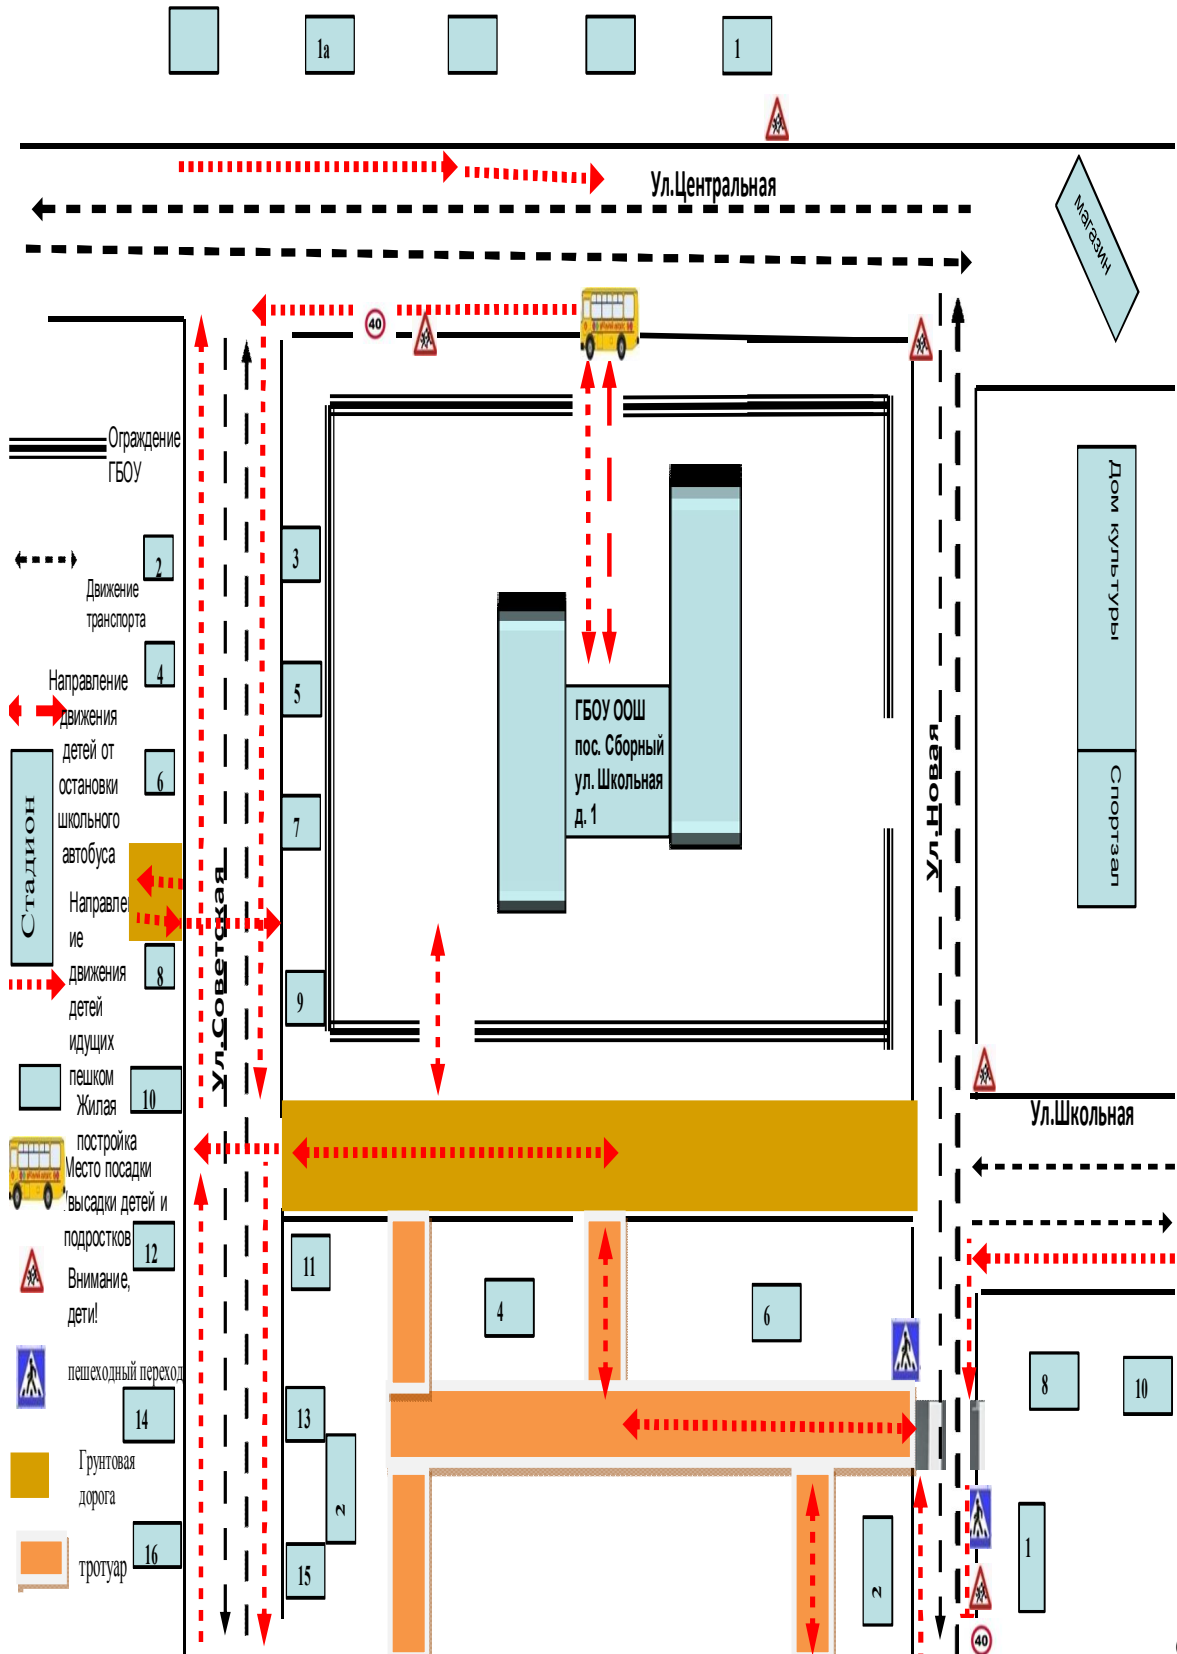 1а
1
Ул.Центральная
магазин
40
Ограждение
ГБОУ
2
3
Движение
транспорта
4
5
Направление
движения
детей от
остановки
школьного
автобуса
6
7
Стадион
ГБОУ ООШ
пос. Сборный
ул. Школьная
д. 1
Ул.Новая
Дом культуры
Спортзал
Ул.Советская
Направлен
ие
движения
детей
идущих
пешком
8
9
10
Жилая
постройка
Ул.Школьная
Место посадки
высадки детей и
подростков
12
11
4
6
Внимание,
дети!
пешеходный переход
8
10
14
13
Грунтовая
дорога
2
2
1
16
тротуар
15
40